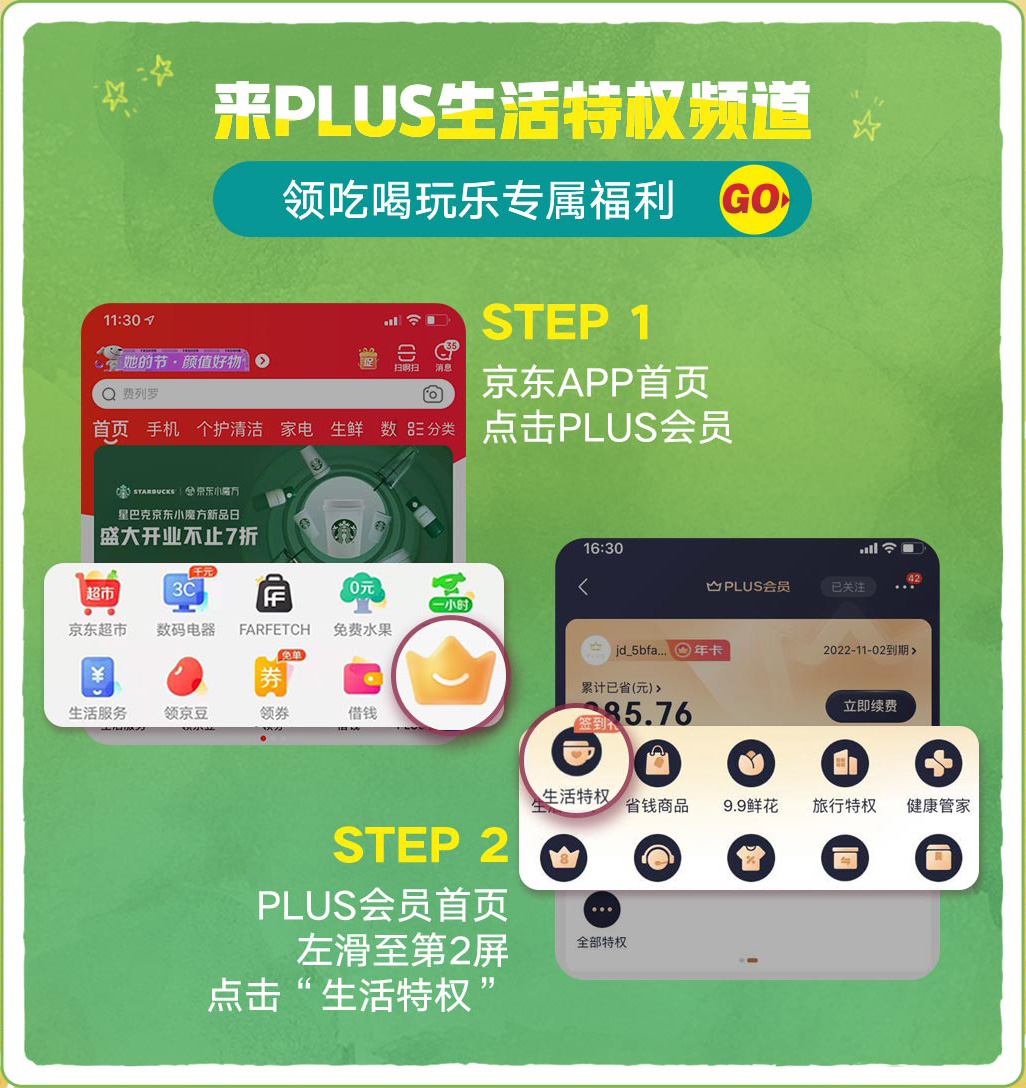 来PLUS生活特权频道
领吃喝玩乐专属福利 GO
STEP 1
京东APP首页
点击PLUS会员
11:30
她的节·颜值好物
促
扫啊扫
35
消息
费列罗
首页 手机 个护清洁 家电 生鲜 数 分类
STARBUCKS 京东小魔方
星巴克京东小魔方新品日
盛大开业不止7折
超市
3C
千元
0元
一小时
京东超市 数码电器 FARFETCH 免费水果
¥
券
免单
生活服务 领京豆 领券 借钱
16:30
PLUS会员
已关注
42
jd_5bfa...
年卡
2022-11-02到期
累计已省(元)
85.76
立即续费
签到礼
生活特权 省钱商品 9.9鲜花 旅行特权 健康管家
8
全部特权
STEP 2
PLUS会员首页
左滑至第2屏
点击“生活特权”